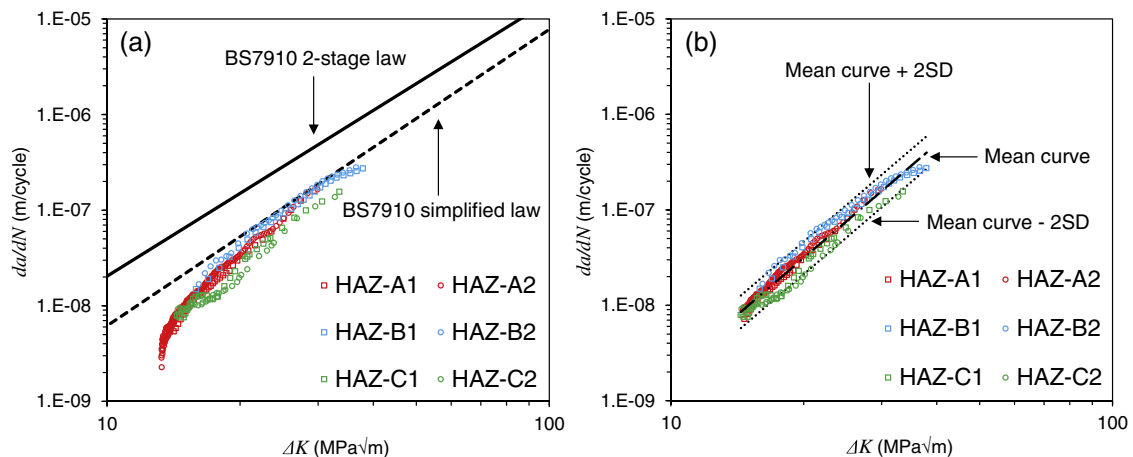 (a)
BS7910 2-stage law
BS7910 simplified law
1.E-05
1.E-06
1.E-07
1.E-08
1.E-09
da/dN (m/cycle)
HAZ-A1 HAZ-A2
HAZ-B1 HAZ-B2
HAZ-C1 HAZ-C2
10 100
ΔK (MPa√m)
(b)
Mean curve + 2SD
Mean curve
Mean curve - 2SD
1.E-05
1.E-06
1.E-07
1.E-08
1.E-09
da/dN (m/cycle)
HAZ-A1 HAZ-A2
HAZ-B1 HAZ-B2
HAZ-C1 HAZ-C2
10 100
ΔK (MPa√m)